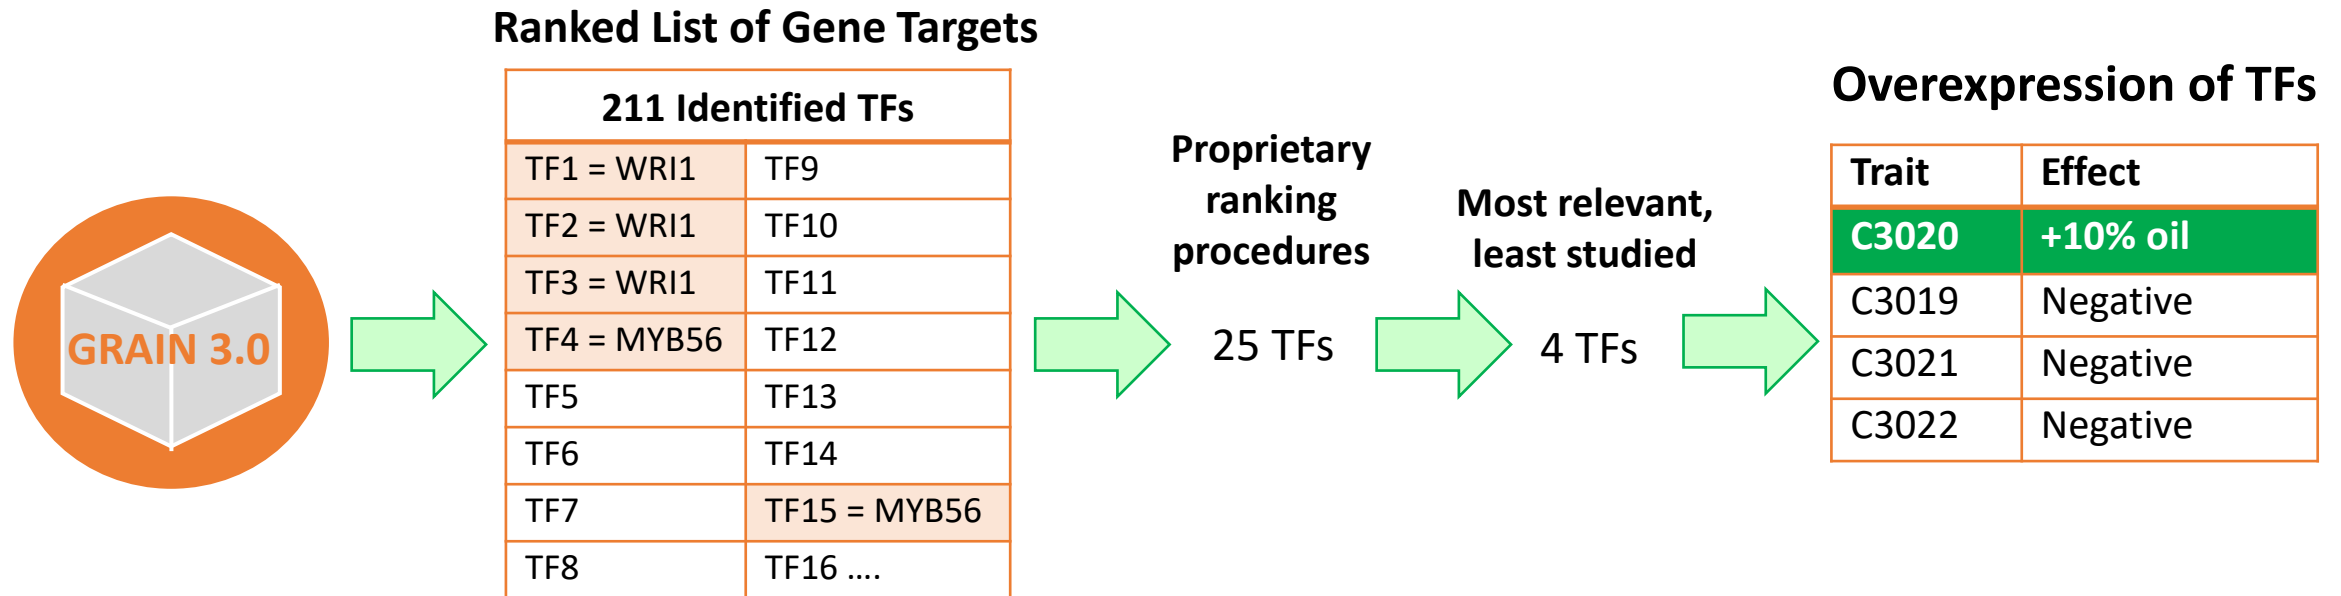 Ranked List of Gene Targets
211 Identified TFs
TF1 = WRI1 TF9
TF2 = WRI1 TF10
TF3 = WRI1 TF11
TF4 = MYB56 TF12
TF5 TF13
TF6 TF14
TF7 TF15 = MYB56
TF8 TF16 ....
GRAIN 3.0
Proprietary
ranking
procedures
25 TFs
Most relevant,
least studied
4 TFs
Overexpression of TFs
Trait Effect
C3020 +10% oil
C3019 Negative
C3021 Negative
C3022 Negative